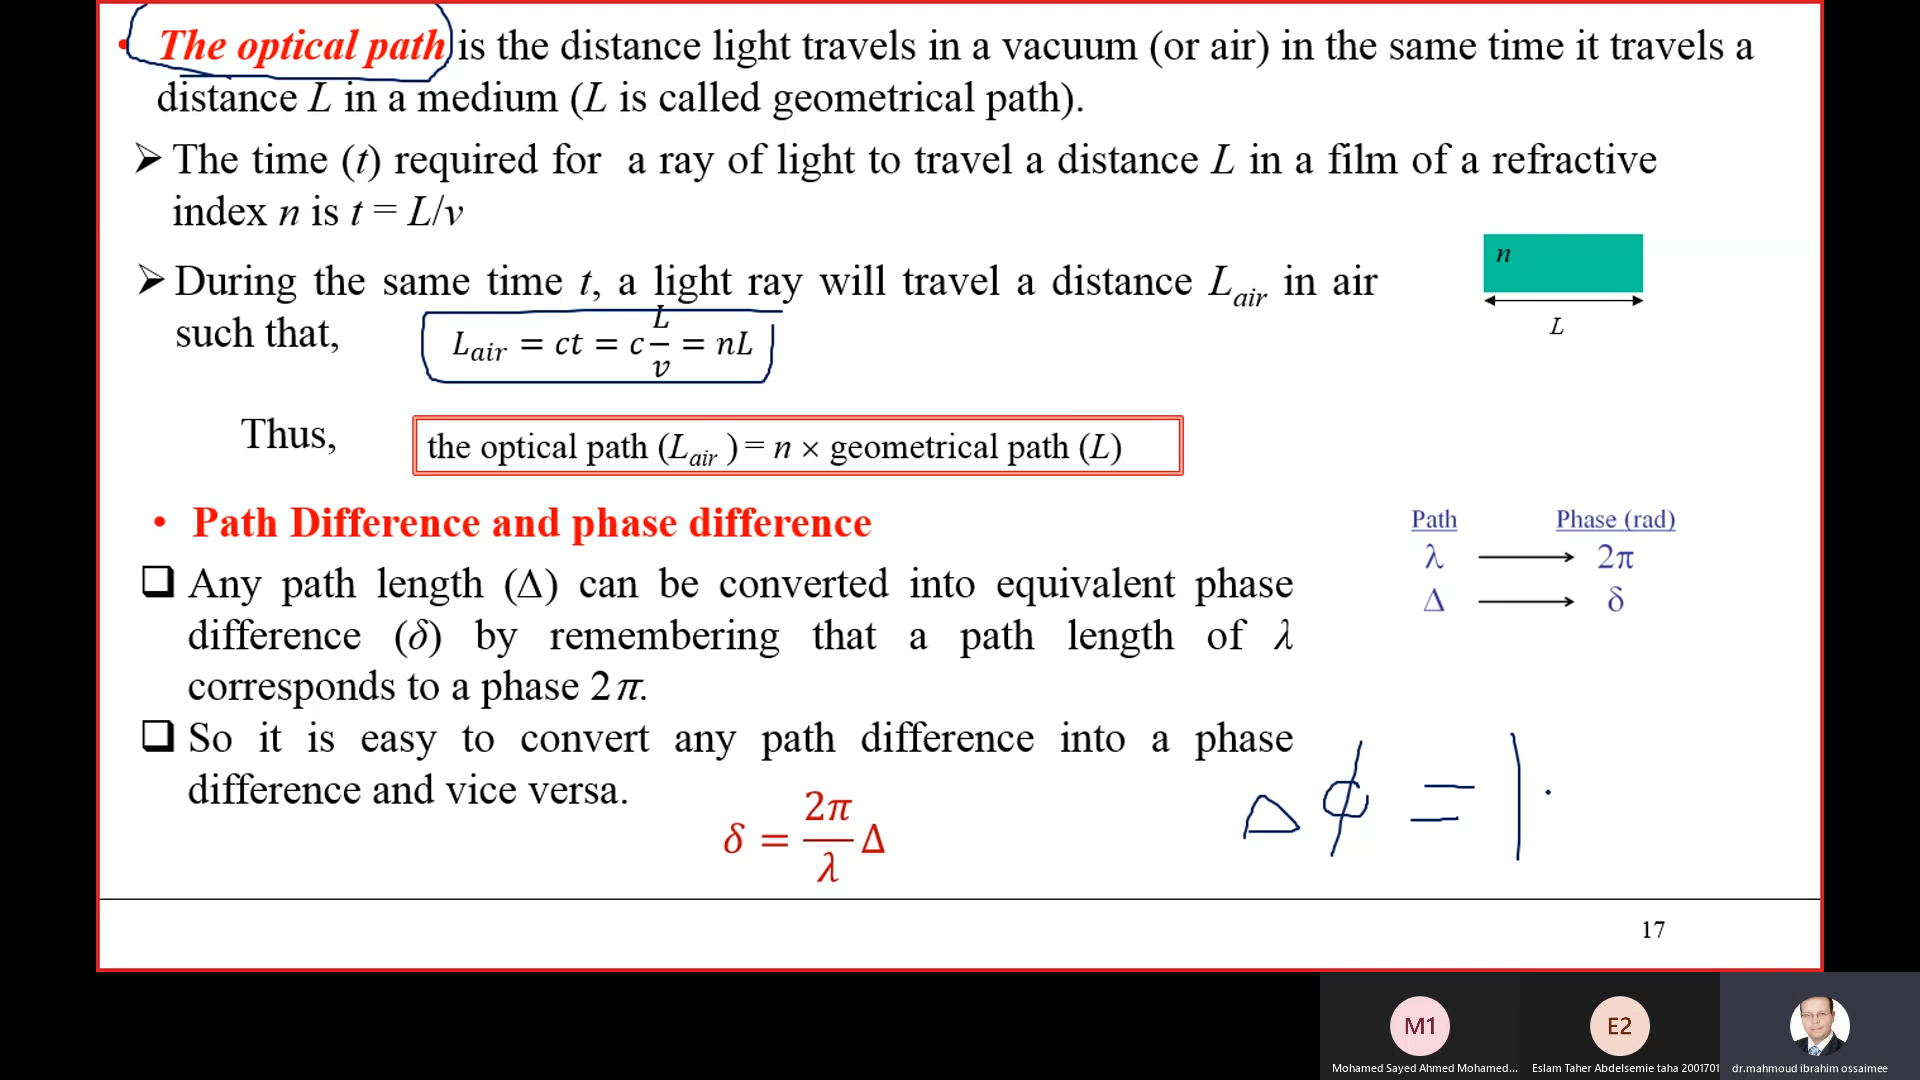 • The optical path is the distance light travels in a vacuum (or air) in the same time it travels a
distance L in a medium (L is called geometrical path).
➢ The time (t) required for a ray of light to travel a distance L in a film of a refractive
index n is t = L/v
n
L
➢ During the same time t, a light ray will travel a distance L_air in air
such that,
L_air = ct = c L/v = nL
Thus,
the optical path (L_air) = n × geometrical path (L)
• Path Difference and phase difference
Path Phase (rad)
λ → 2π
Δ → δ
❑ Any path length (Δ) can be converted into equivalent phase
difference (δ) by remembering that a path length of λ
corresponds to a phase 2π.
❑ So it is easy to convert any path difference into a phase
difference and vice versa.
δ = 2π/λ Δ
Δ ϕ =
17
M1
E2
Mohamed Sayed Ahmed Mohamed...
Eslam Taher Abdelsemie taha 2001701
dr.mahmoud ibrahim ossaimee